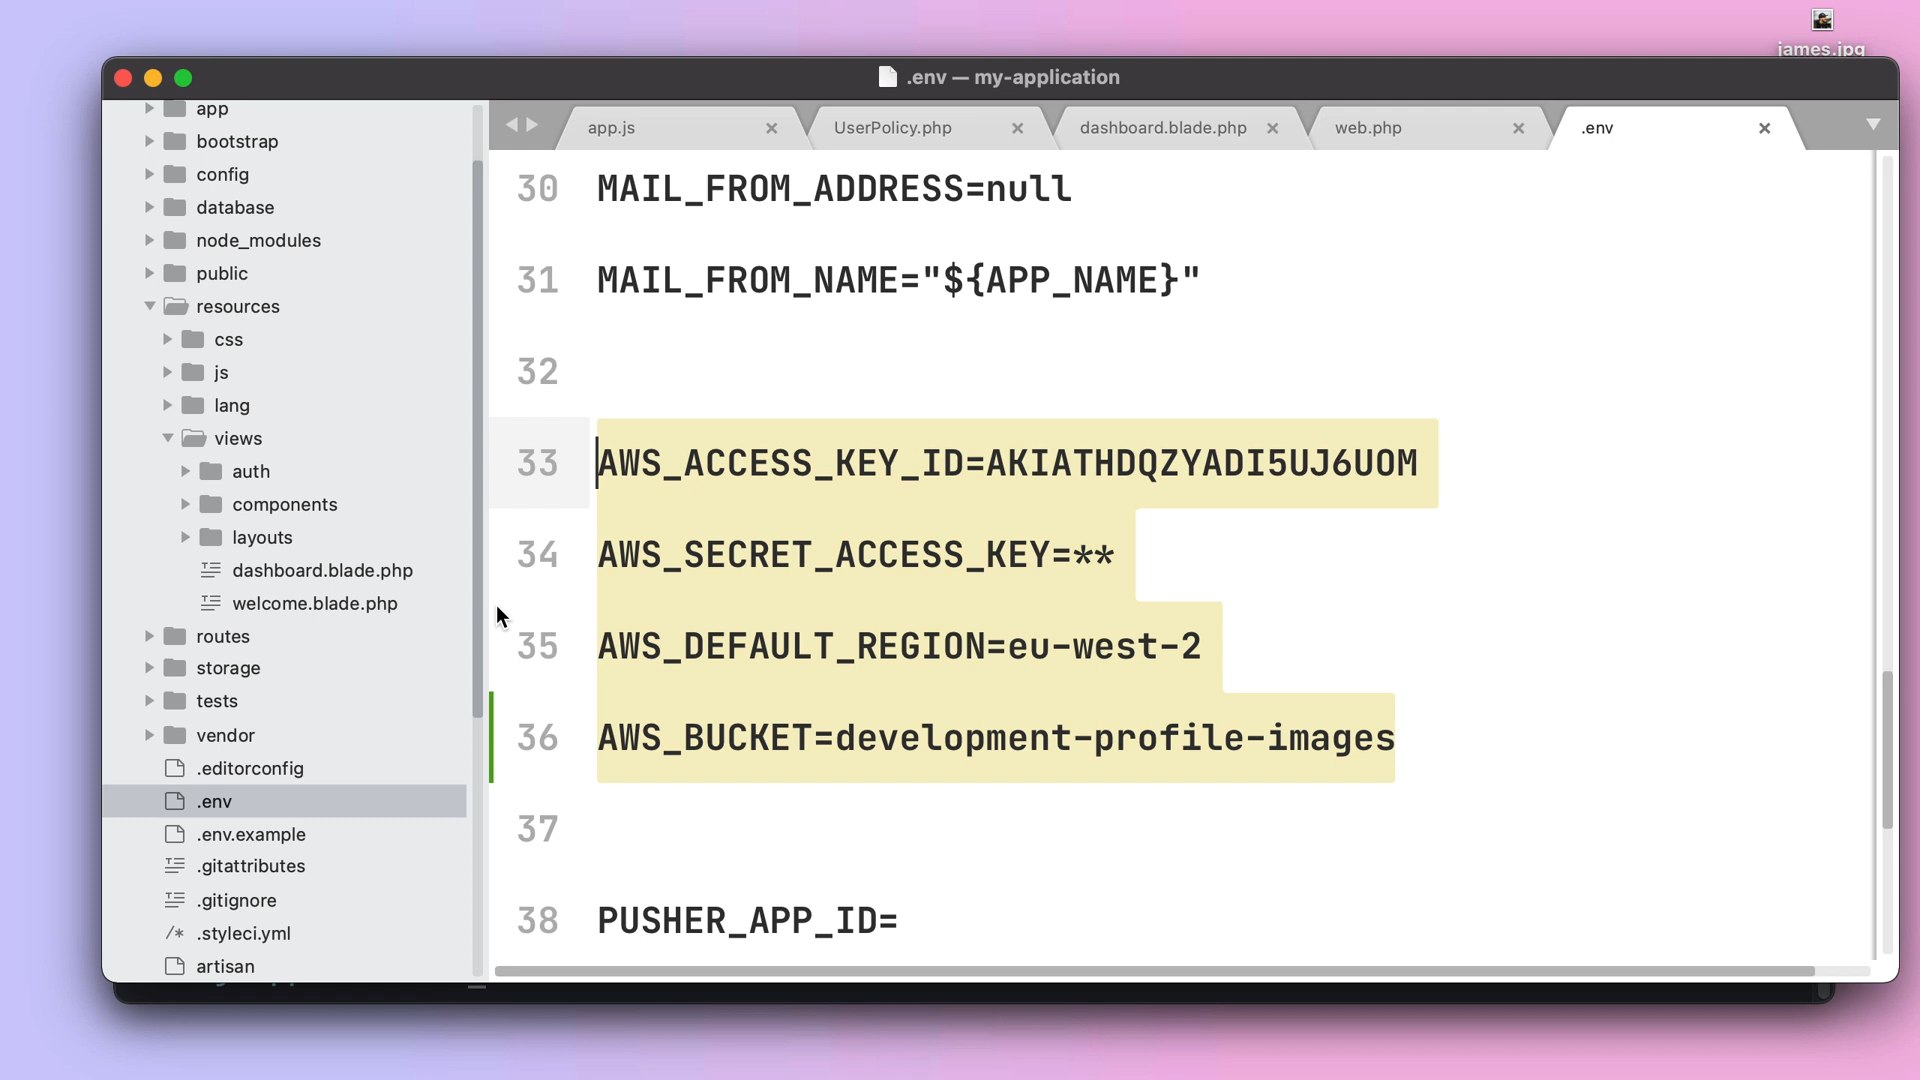 james.jpg
.env — my-application
app
bootstrap
config
database
node_modules
public
resources
css
js
lang
views
auth
components
layouts
dashboard.blade.php
welcome.blade.php
routes
storage
tests
vendor
.editorconfig
.env
.env.example
.gitattributes
.gitignore
/* .styleci.yml
artisan
app.js
UserPolicy.php
dashboard.blade.php
web.php
.env
30 MAIL_FROM_ADDRESS=null
31 MAIL_FROM_NAME="${APP_NAME}"
32
33 AWS_ACCESS_KEY_ID=AKIATHDQZYADI5UJ6UOM
34 AWS_SECRET_ACCESS_KEY=**
35 AWS_DEFAULT_REGION=eu-west-2
36 AWS_BUCKET=development-profile-images
37
38 PUSHER_APP_ID=